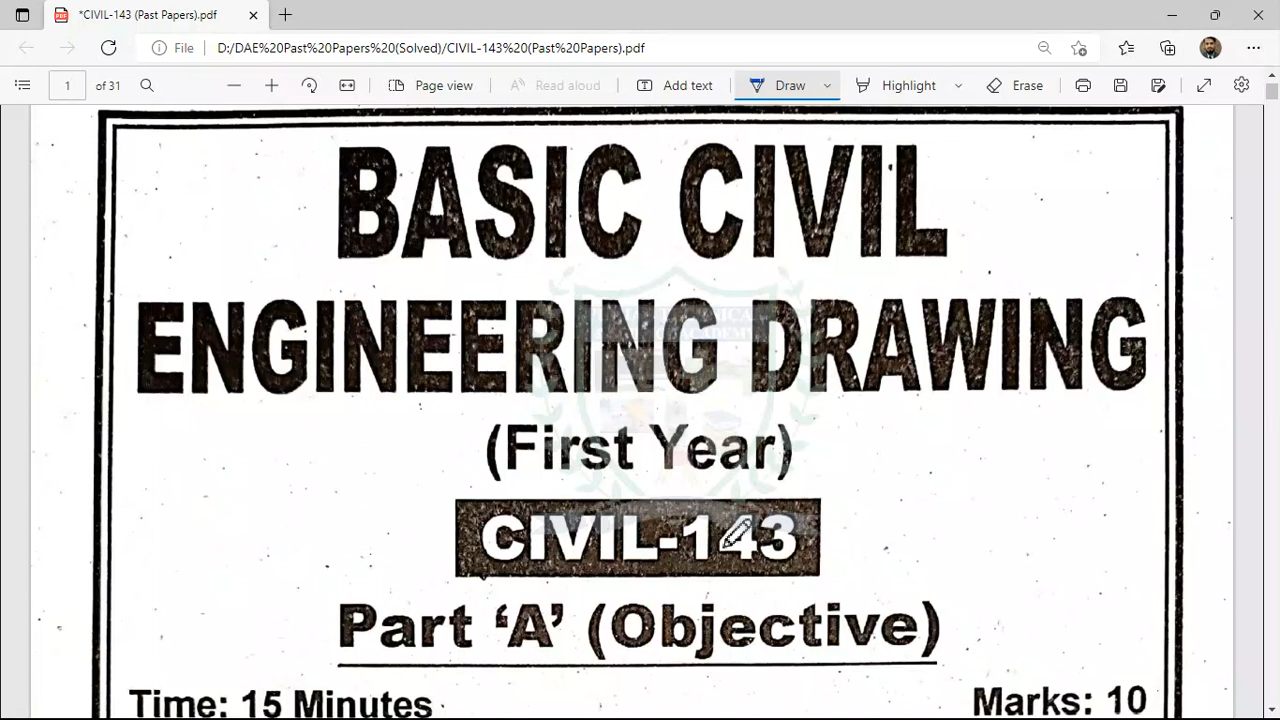 *CIVIL-143 (Past Papers).pdf
File D:/DAE%20Past%20Papers%20(Solved)/CIVIL-143%20(Past%20Papers).pdf
1 of 31 Page view Read aloud Add text Draw Highlight Erase
BASIC CIVIL
ENGINEERING DRAWING
(First Year)
CIVIL-143
Part ‘A’ (Objective)
Time: 15 Minutes Marks: 10